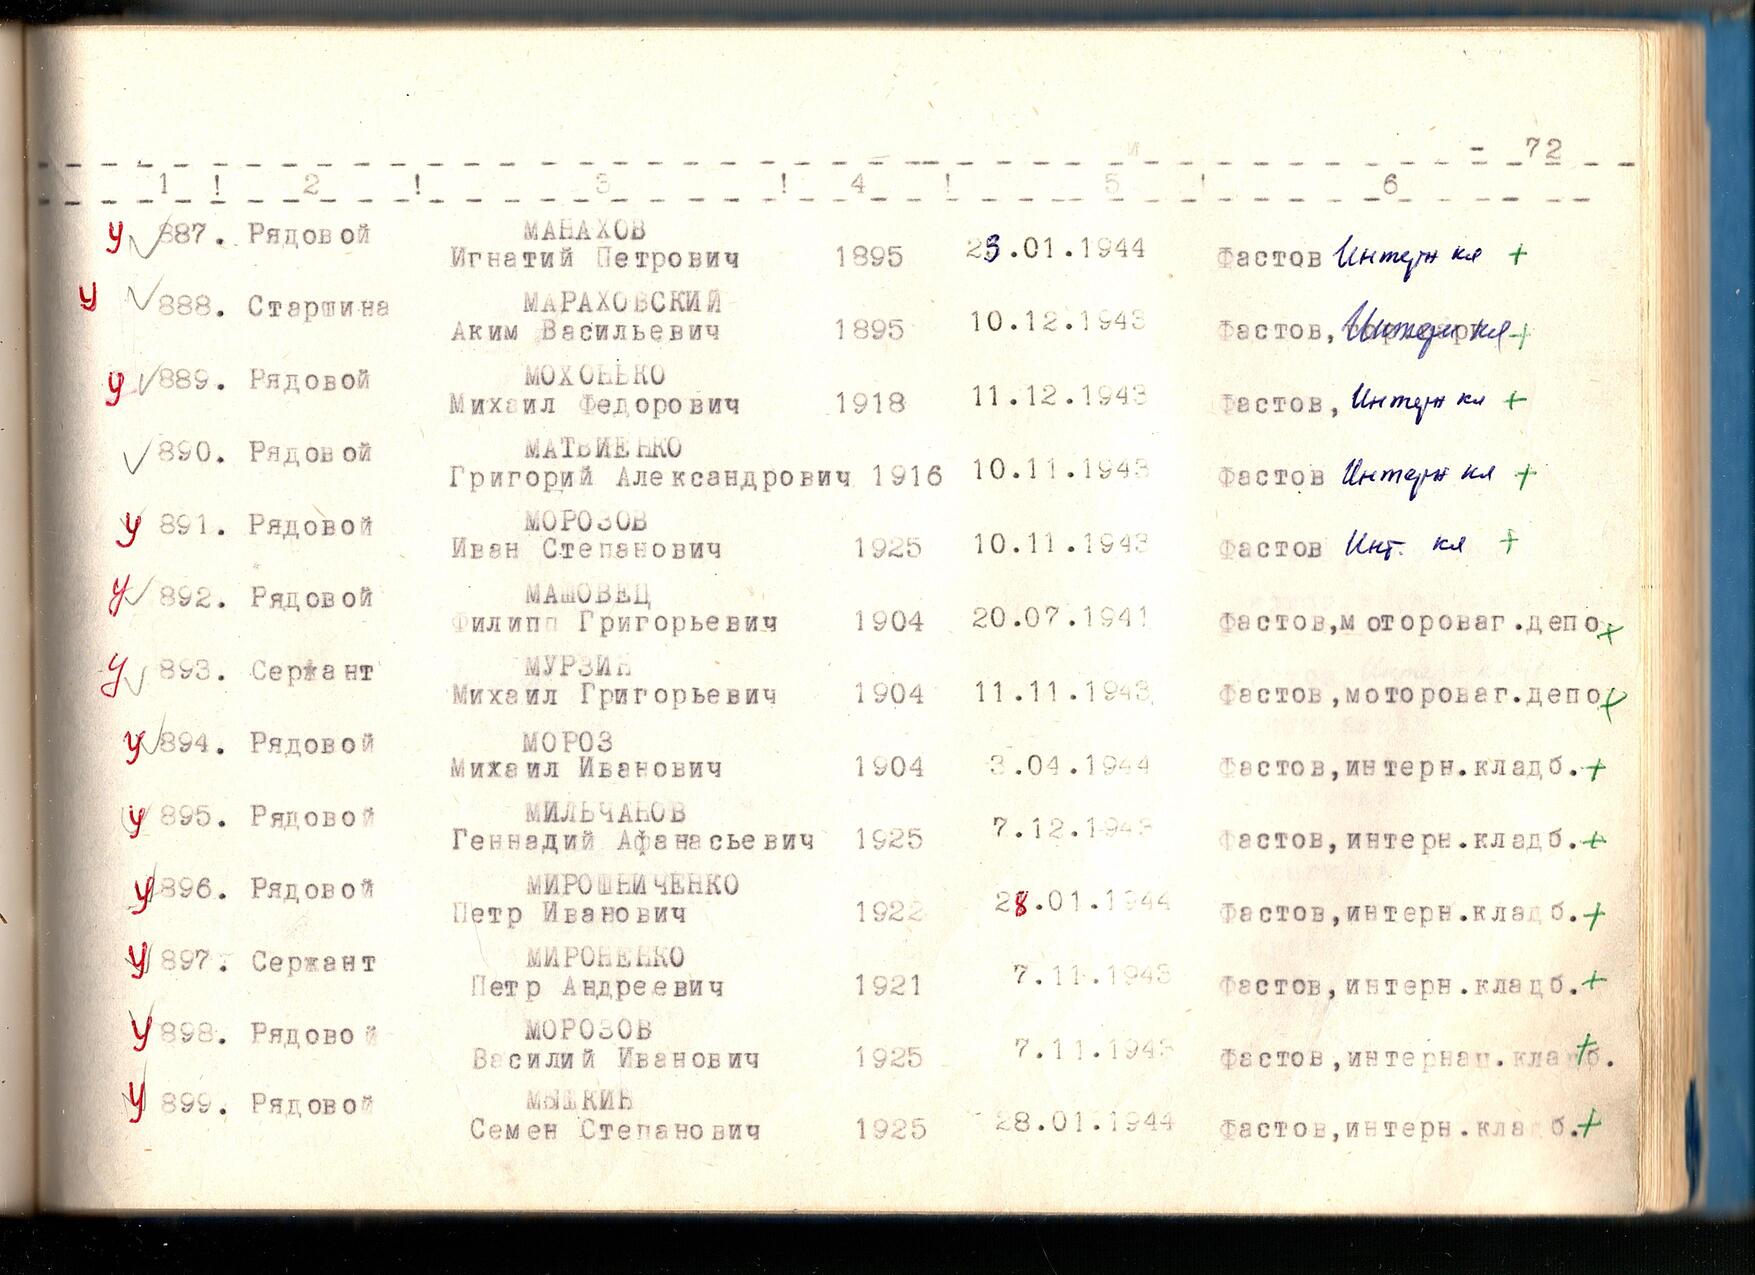 - 72
1 ! 2 ! 3 ! 4 ! 5 ! 6
у 887. Рядовой МАНАХОВ
Игнатий Петрович 1895 23.01.1944 Фастов Интерн кл +
у 888. Старшина МАРАХОВСКИЙ
Аким Васильевич 1895 10.12.1943 Фастов, Интерн кл +
у 889. Рядовой МОХОНЬКО
Михаил Федорович 1918 11.12.1943 Фастов, Интерн кл +
890. Рядовой МАТВИЕНКО
Григорий Александрович 1916 10.11.1943 Фастов Интерн кл +
у 891. Рядовой МОРОЗОВ
Иван Степанович 1925 10.11.1943 Фастов Инт. кл +
у 892. Рядовой МАШОВЕЦ
Филипп Григорьевич 1904 20.07.1941 Фастов,мотороваг.депо +
у 893. Сержант МУРЗИН
Михаил Григорьевич 1904 11.11.1943 Фастов,мотороваг.депо +
у 894. Рядовой МОРОЗ
Михаил Иванович 1904 3.04.1944 Фастов,интерн.кладб.+
у 895. Рядовой МИЛЬЧАНОВ
Геннадий Афанасьевич 1925 7.12.1943 Фастов,интерн.кладб.+
у 896. Рядовой МИРОШНИЧЕНКО
Петр Иванович 1922 28.01.1944 Фастов,интерн.кладб.+
у 897. Сержант МИРОНЕНКО
Петр Андреевич 1921 7.11.1943 Фастов,интерн.кладб.+
у 898. Рядовой МОРОЗОВ
Василий Иванович 1925 7.11.1943 Фастов,интернац.кладб. +
у 899. Рядовой МЫШКИН
Семен Степанович 1925 28.01.1944 Фастов,интерн.кладб.+